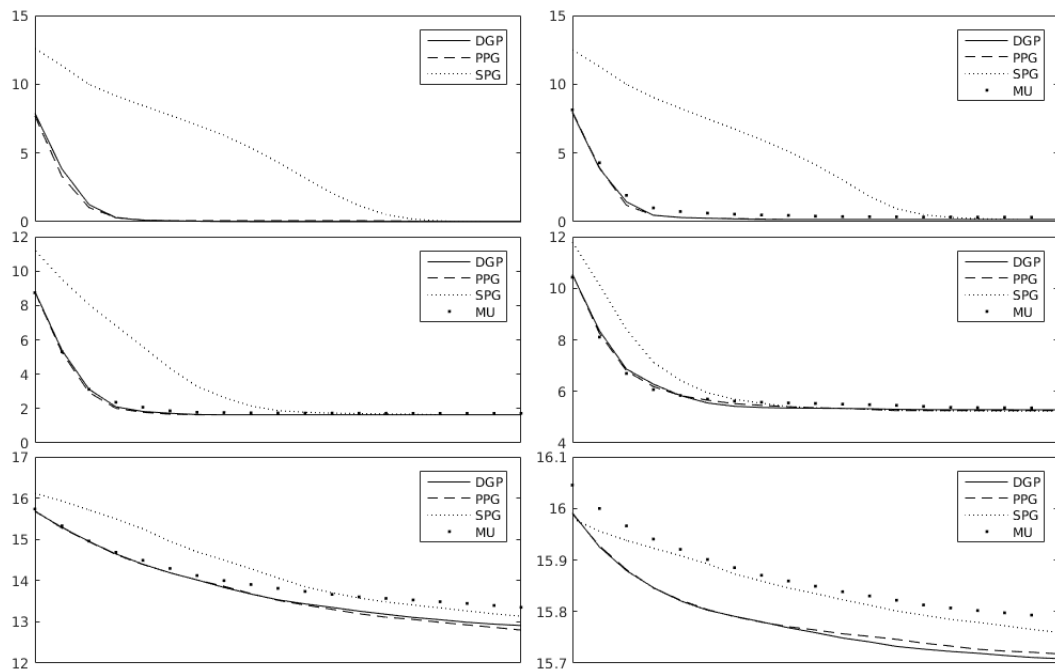 15
10
5
0
DGP
PPG
SPG
15
10
5
0
DGP
PPG
SPG
MU
12
10
8
6
4
2
0
DGP
PPG
SPG
MU
12
10
8
6
4
DGP
PPG
SPG
MU
17
16
15
14
13
12
DGP
PPG
SPG
MU
16.1
16
15.9
15.8
15.7
DGP
PPG
SPG
MU